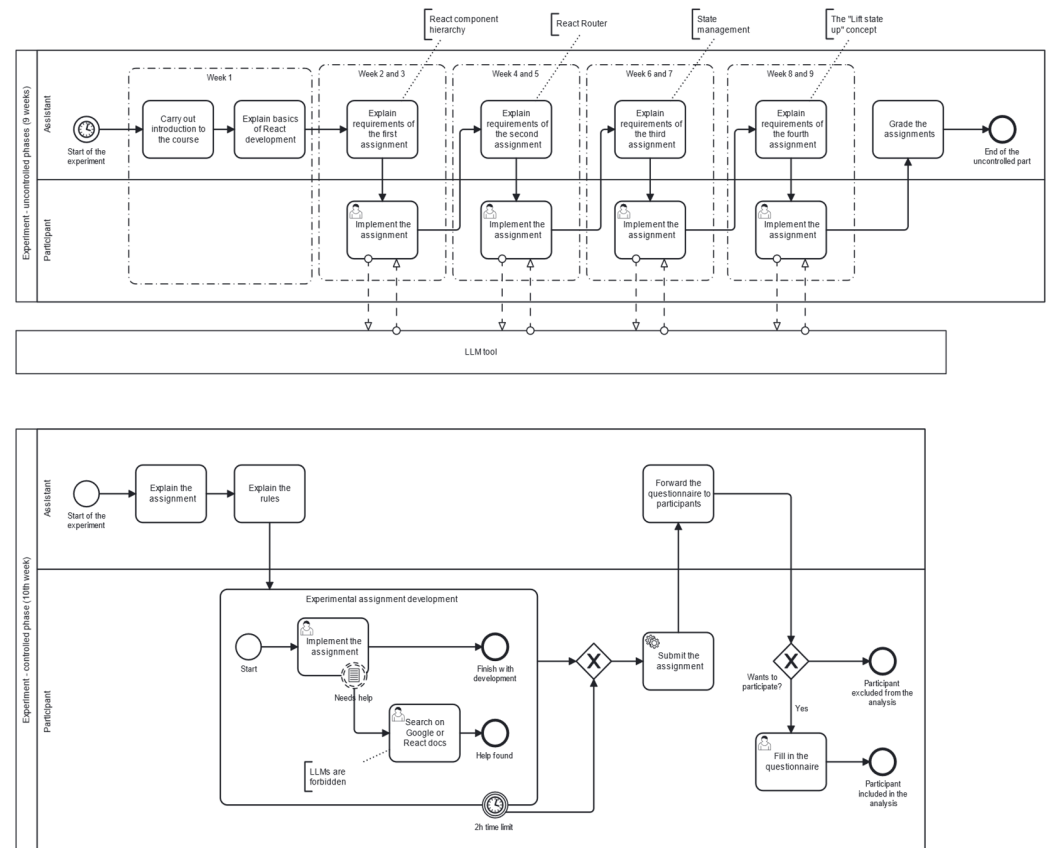 React component
hierarchy
React Router
State
management
The "Lift state
up" concept
Experiment - uncontrolled phases (9 weeks)
Assistant
Participant
Week 1
Week 2 and 3
Week 4 and 5
Week 6 and 7
Week 8 and 9
Start of the
experiment
Carry out
introduction to
the course
Explain basics
of React
development
Explain
requirements of
the first
assignment
Explain
requirements of
the second
assignment
Explain
requirements of
the third
assignment
Explain
requirements of
the fourth
assignment
Grade the
assignments
End of the
uncontrolled part
Implement the
assignment
Implement the
assignment
Implement the
assignment
Implement the
assignment
LLM tool
Experiment - controlled phase (10th week)
Assistant
Participant
Start of the
experiment
Explain the
assignment
Explain the
rules
Forward the
questionnaire to
participants
Experimental assignment development
Start
Implement the
assignment
Needs help
Finish with
development
Search on
Google or
React docs
Help found
LLMs are
forbidden
2h time limit
Submit the
assignment
Wants to
participate?
Yes
Participant
excluded from the
analysis
Fill in the
questionnaire
Participant
included in the
analysis